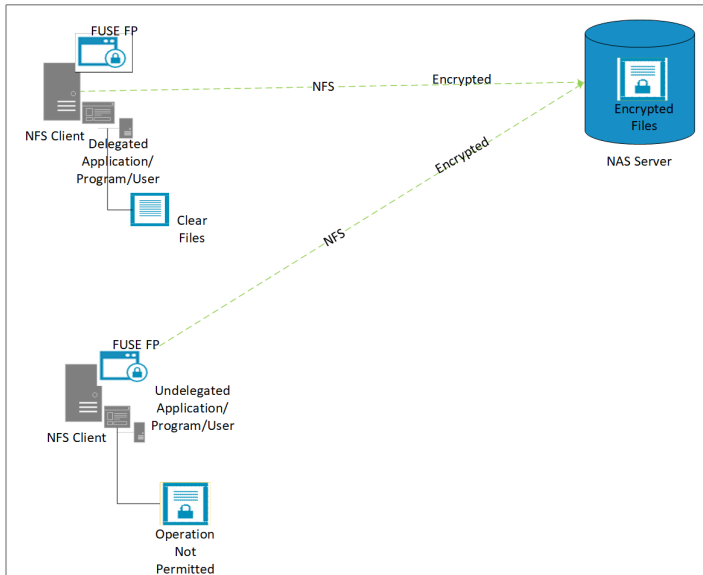 FUSE FP
NFS
Encrypted
Encrypted
Files
NAS Server
NFS Client
Delegated
Application/
Program/User
Clear
Files
Encrypted
NFS
FUSE FP
Undelegated
Application/
Program/User
NFS Client
Operation
Not
Permitted